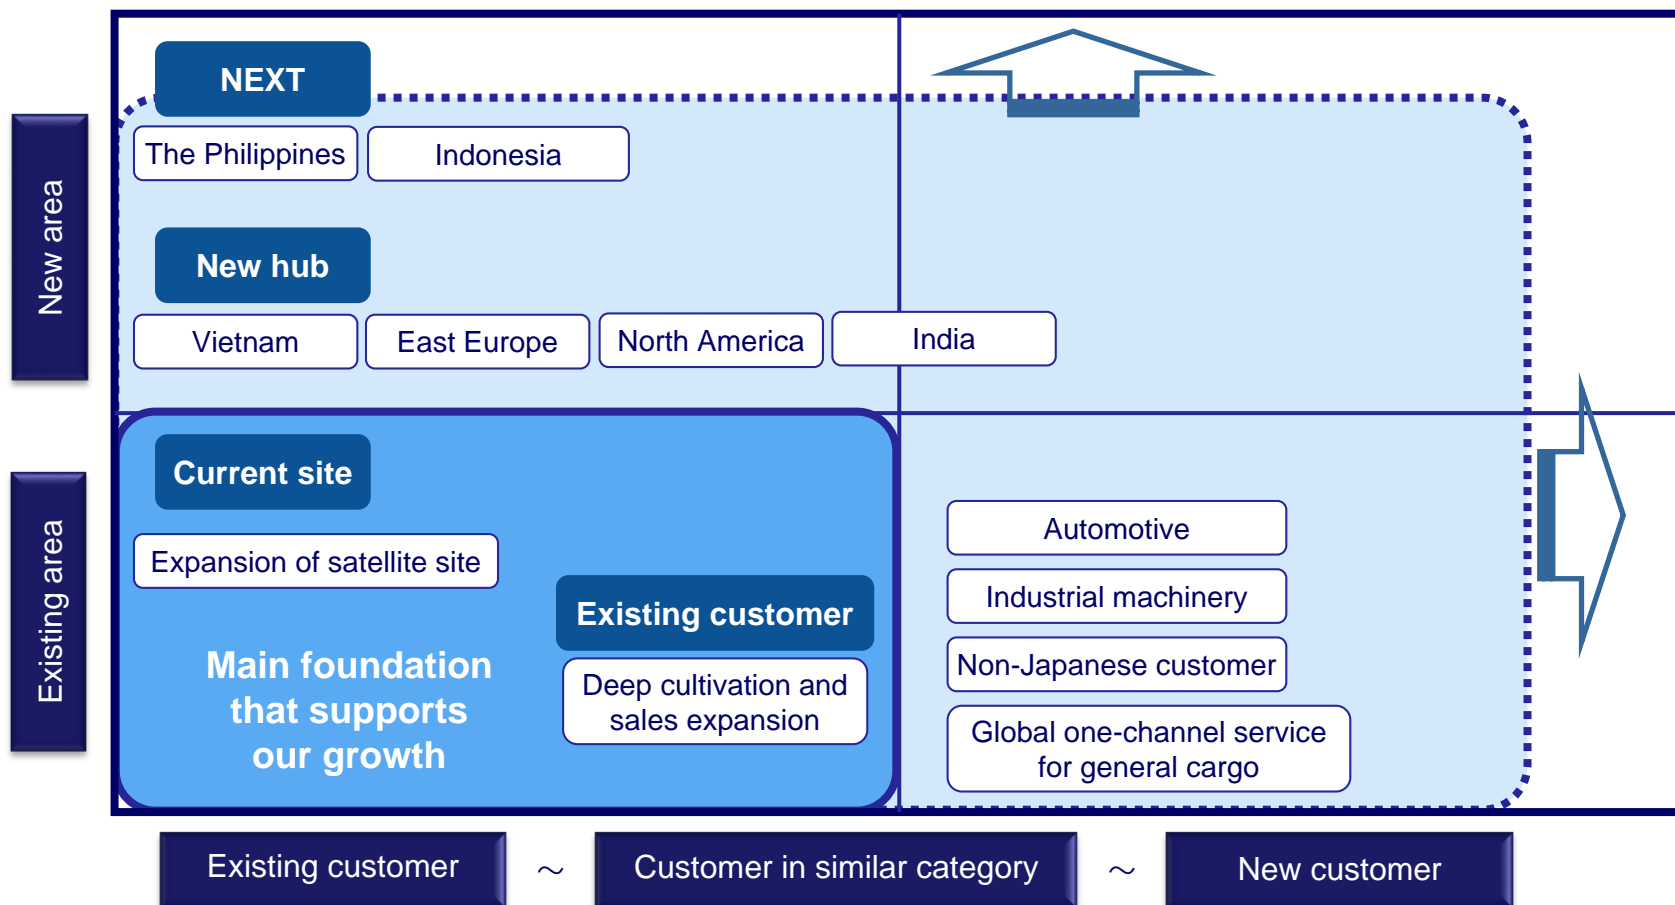 NEXT
The Philippines
Indonesia
New area
New hub
Vietnam
East Europe
North America
India
Existing area
Current site
Expansion of satellite site
Main foundation
that supports
our growth
Existing customer
Deep cultivation and
sales expansion
Automotive
Industrial machinery
Non-Japanese customer
Global one-channel service
for general cargo
Existing customer ~ Customer in similar category ~ New customer